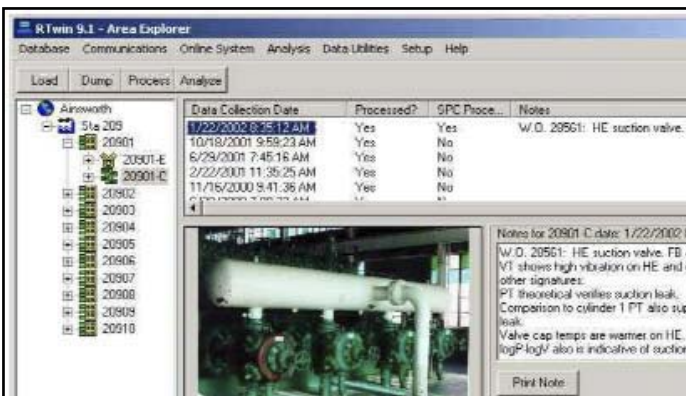 RTwin 9.1 - Area Explorer
Database Communications Online System Analysis Data Utilities Setup Help
Load Dump Process Analyze
Ainsworth
Sta 209
20901
20901-E
20901-C
20902
20903
20904
20905
20906
20907
20908
20909
20910
Data Collection Date Processed? SPC Proce... Notes
1/22/2002 8:35:12 AM Yes Yes W.O. 20561: HE suction valve.
10/18/2001 9:59:23 AM Yes No
6/29/2001 7:45:16 AM Yes No
2/22/2001 11:35:25 AM Yes No
11/16/2000 9:41:36 AM Yes No
Notes for 20901-C date: 1/22/2002
W.O. 20561: HE suction valve. FB
VT shows high vibration on HE and
other signatures.
PT theoretical verifies suction leak.
Comparison to cylinder 1 PT also sup
leak.
Valve cap temps are warmer on HE.
logP-logV also is indicative of suctio
Print Note